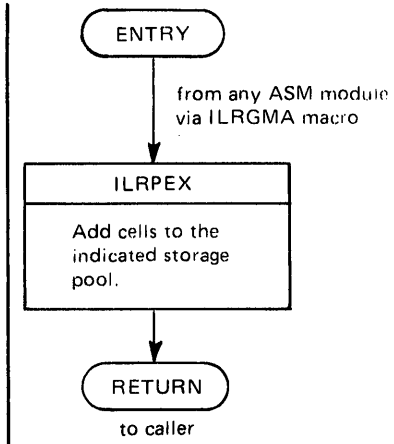 ENTRY
from any ASM module
via ILRGMA macro
ILRPEX
Add cells to the
indicated storage
pool.
RETURN
to caller